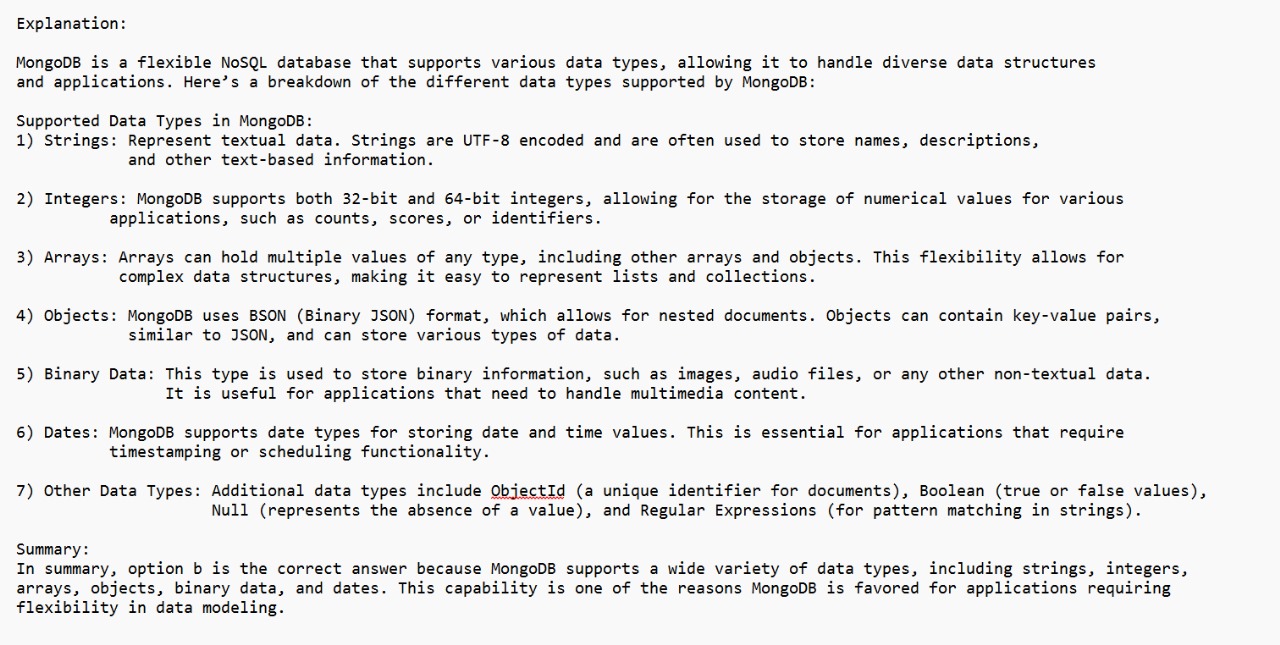 Explanation:
MongoDB is a flexible NoSQL database that supports various data types, allowing it to handle diverse data structures
and applications. Here’s a breakdown of the different data types supported by MongoDB:
Supported Data Types in MongoDB:
1) Strings: Represent textual data. Strings are UTF-8 encoded and are often used to store names, descriptions,
and other text-based information.
2) Integers: MongoDB supports both 32-bit and 64-bit integers, allowing for the storage of numerical values for various
applications, such as counts, scores, or identifiers.
3) Arrays: Arrays can hold multiple values of any type, including other arrays and objects. This flexibility allows for
complex data structures, making it easy to represent lists and collections.
4) Objects: MongoDB uses BSON (Binary JSON) format, which allows for nested documents. Objects can contain key-value pairs,
similar to JSON, and can store various types of data.
5) Binary Data: This type is used to store binary information, such as images, audio files, or any other non-textual data.
It is useful for applications that need to handle multimedia content.
6) Dates: MongoDB supports date types for storing date and time values. This is essential for applications that require
timestamping or scheduling functionality.
7) Other Data Types: Additional data types include ObjectId (a unique identifier for documents), Boolean (true or false values),
Null (represents the absence of a value), and Regular Expressions (for pattern matching in strings).
Summary:
In summary, option b is the correct answer because MongoDB supports a wide variety of data types, including strings, integers,
arrays, objects, binary data, and dates. This capability is one of the reasons MongoDB is favored for applications requiring
flexibility in data modeling.